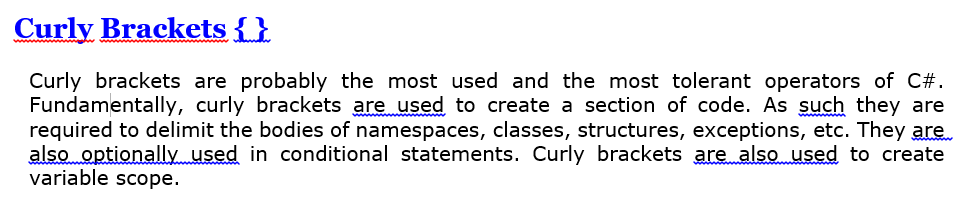 Curly Brackets { }
Curly brackets are probably the most used and the most tolerant operators of C#.
Fundamentally, curly brackets are used to create a section of code. As such they are
required to delimit the bodies of namespaces, classes, structures, exceptions, etc. They are
also optionally used in conditional statements. Curly brackets are also used to create
variable scope.